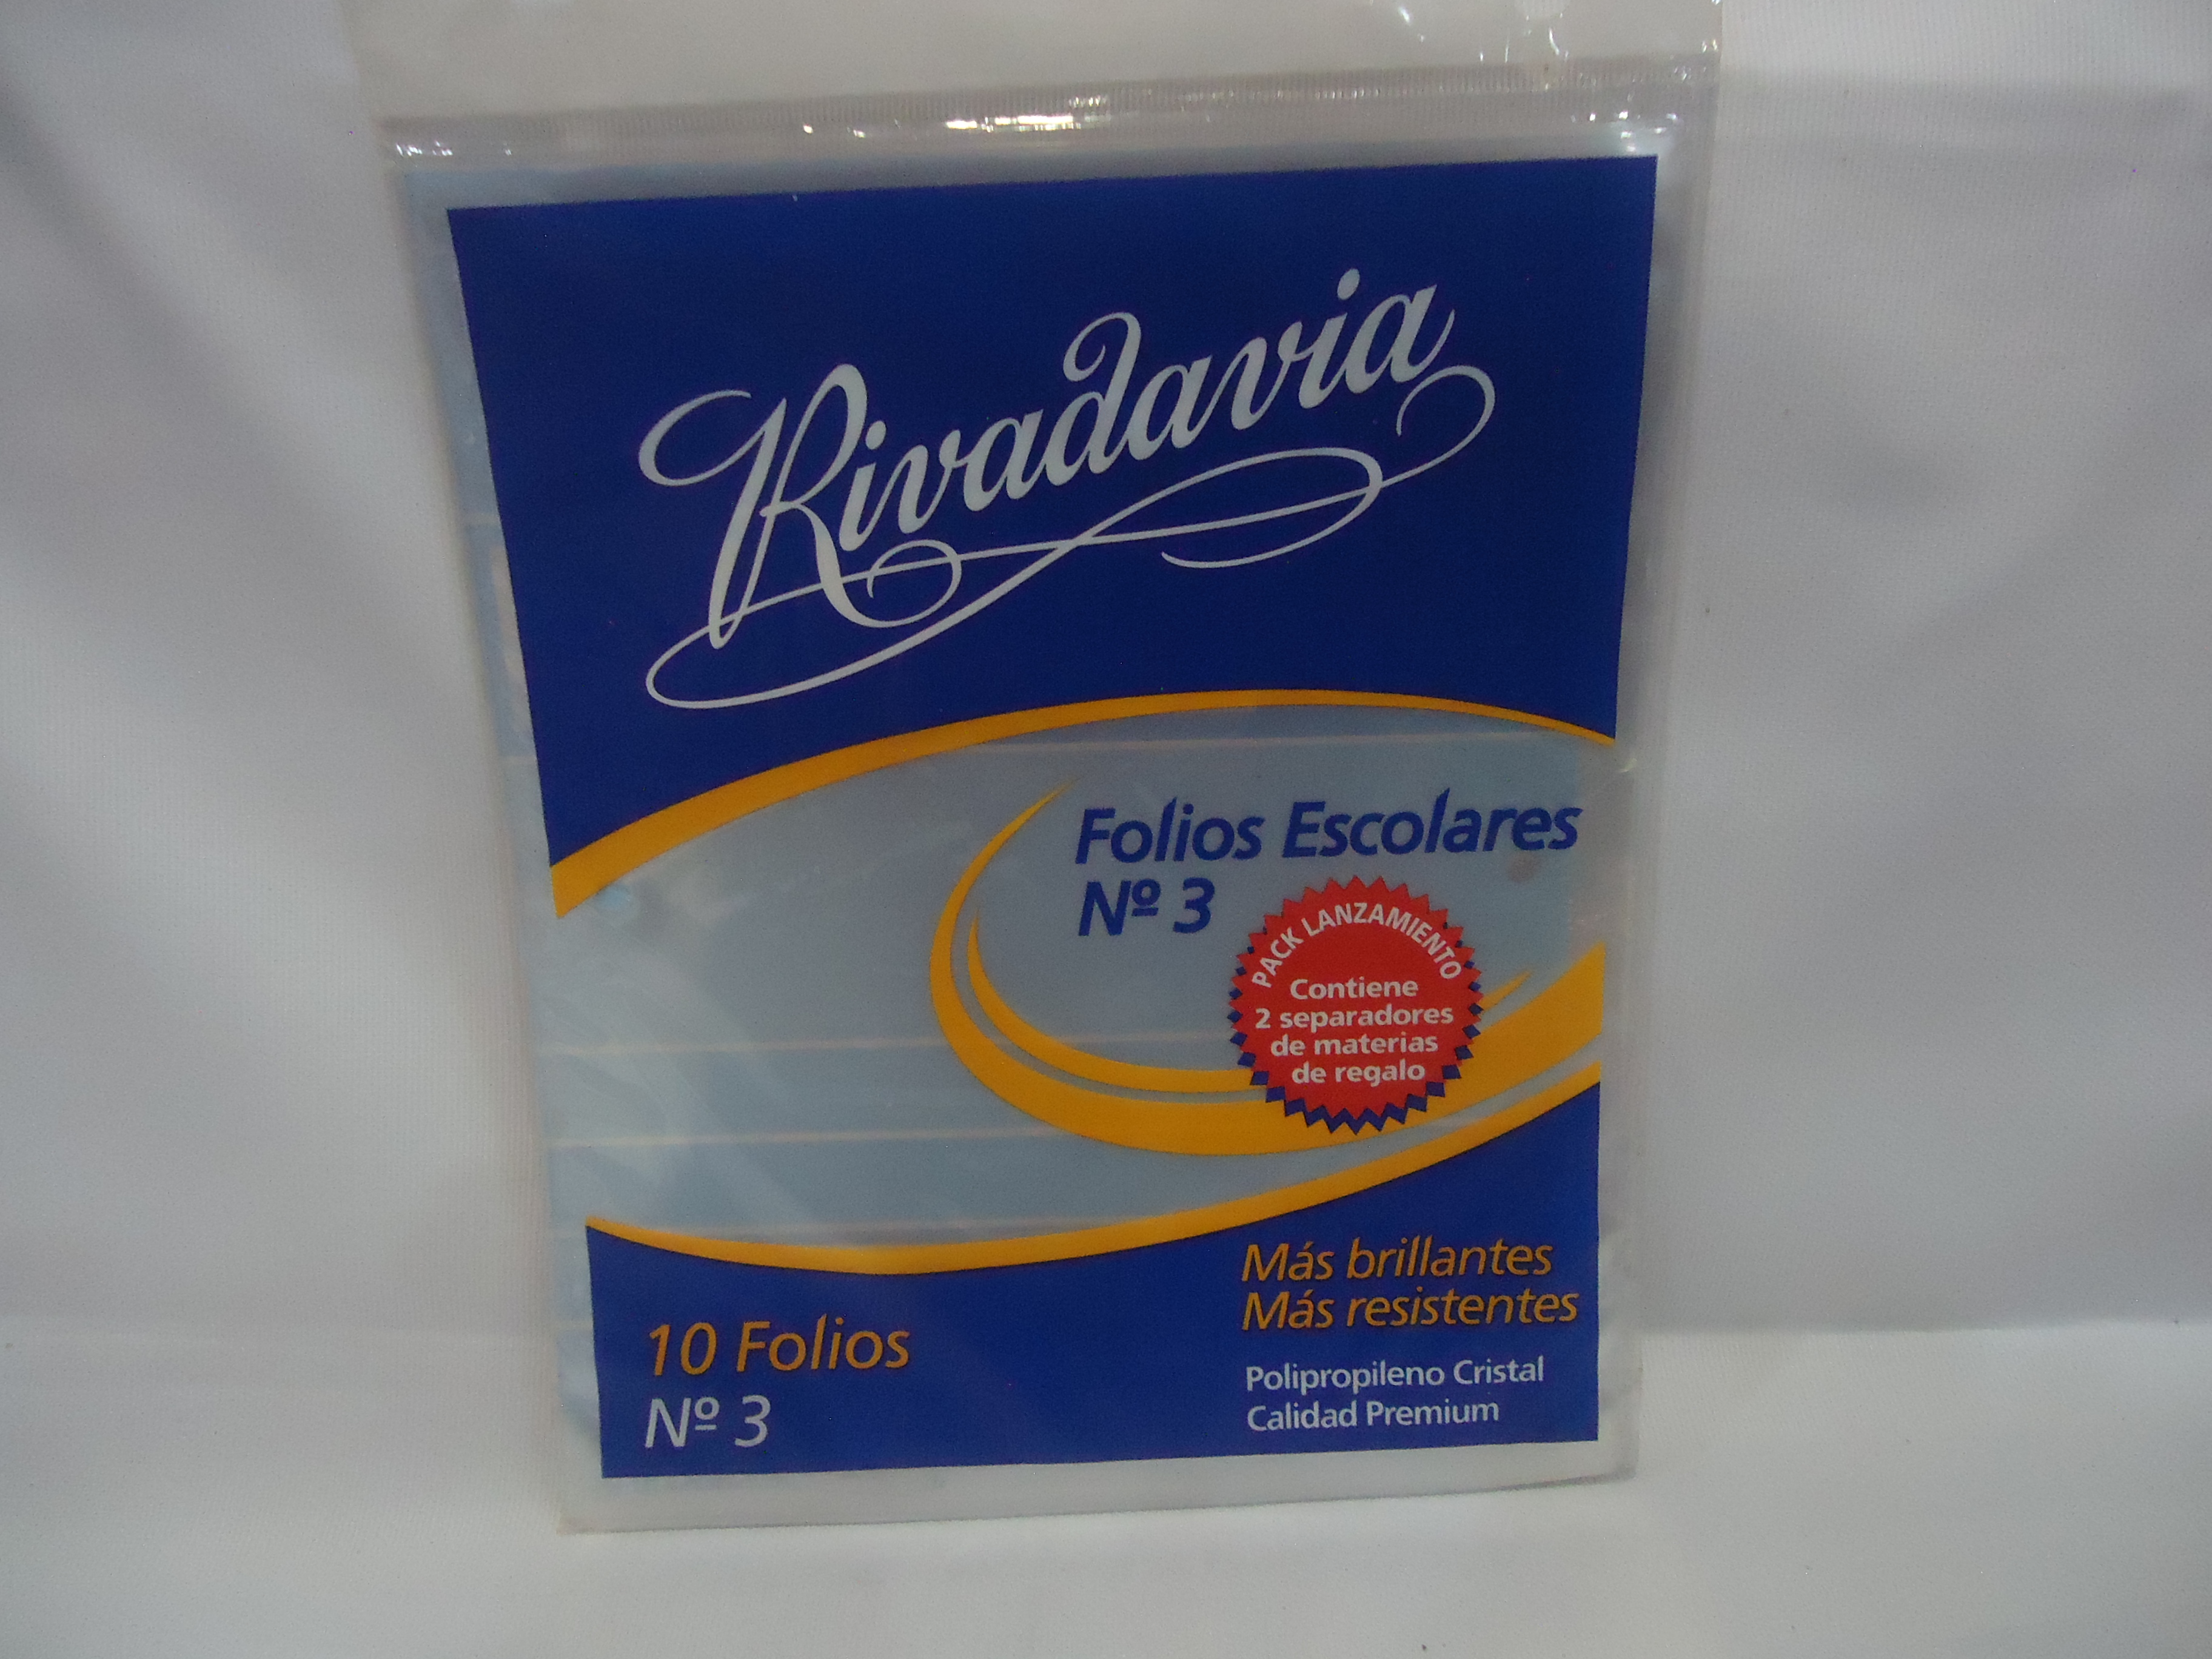 Rivadavia
Folios Escolares
Nº 3
PACK LANZAMIENTO
Contiene
2 separadores
de materias
de regalo
Más brillantes
Más resistentes
Polipropileno Cristal
Calidad Premium
10 Folios
Nº 3